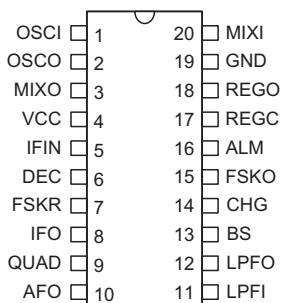 OSCI 1 20 MIXI
OSCO 2 19 GND
MIXO 3 18 REGO
VCC 4 17 REGC
IFIN 5 16 ALM
DEC 6 15 FSKO
FSKR 7 14 CHG
IFO 8 13 BS
QUAD 9 12 LPFO
AFO 10 11 LPFI